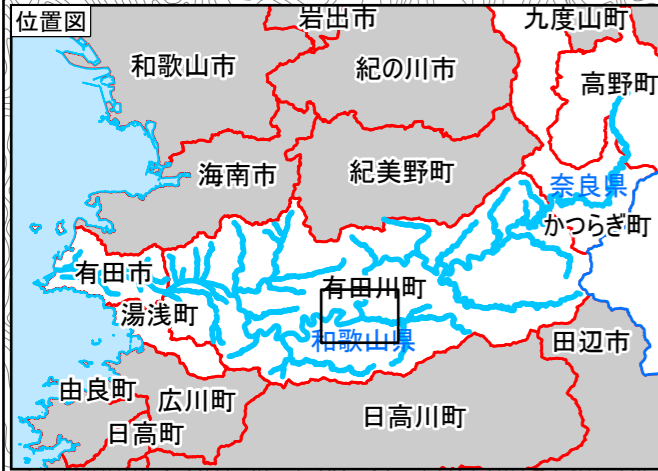 位置図
岩出市
九度山町
和歌山市
紀の川市
高野町
海南市
紀美野町
奈良県
かつらぎ町
有田市
有田川町
湯浅町
和歌山県
田辺市
由良町
広川町
日高川町
日高町